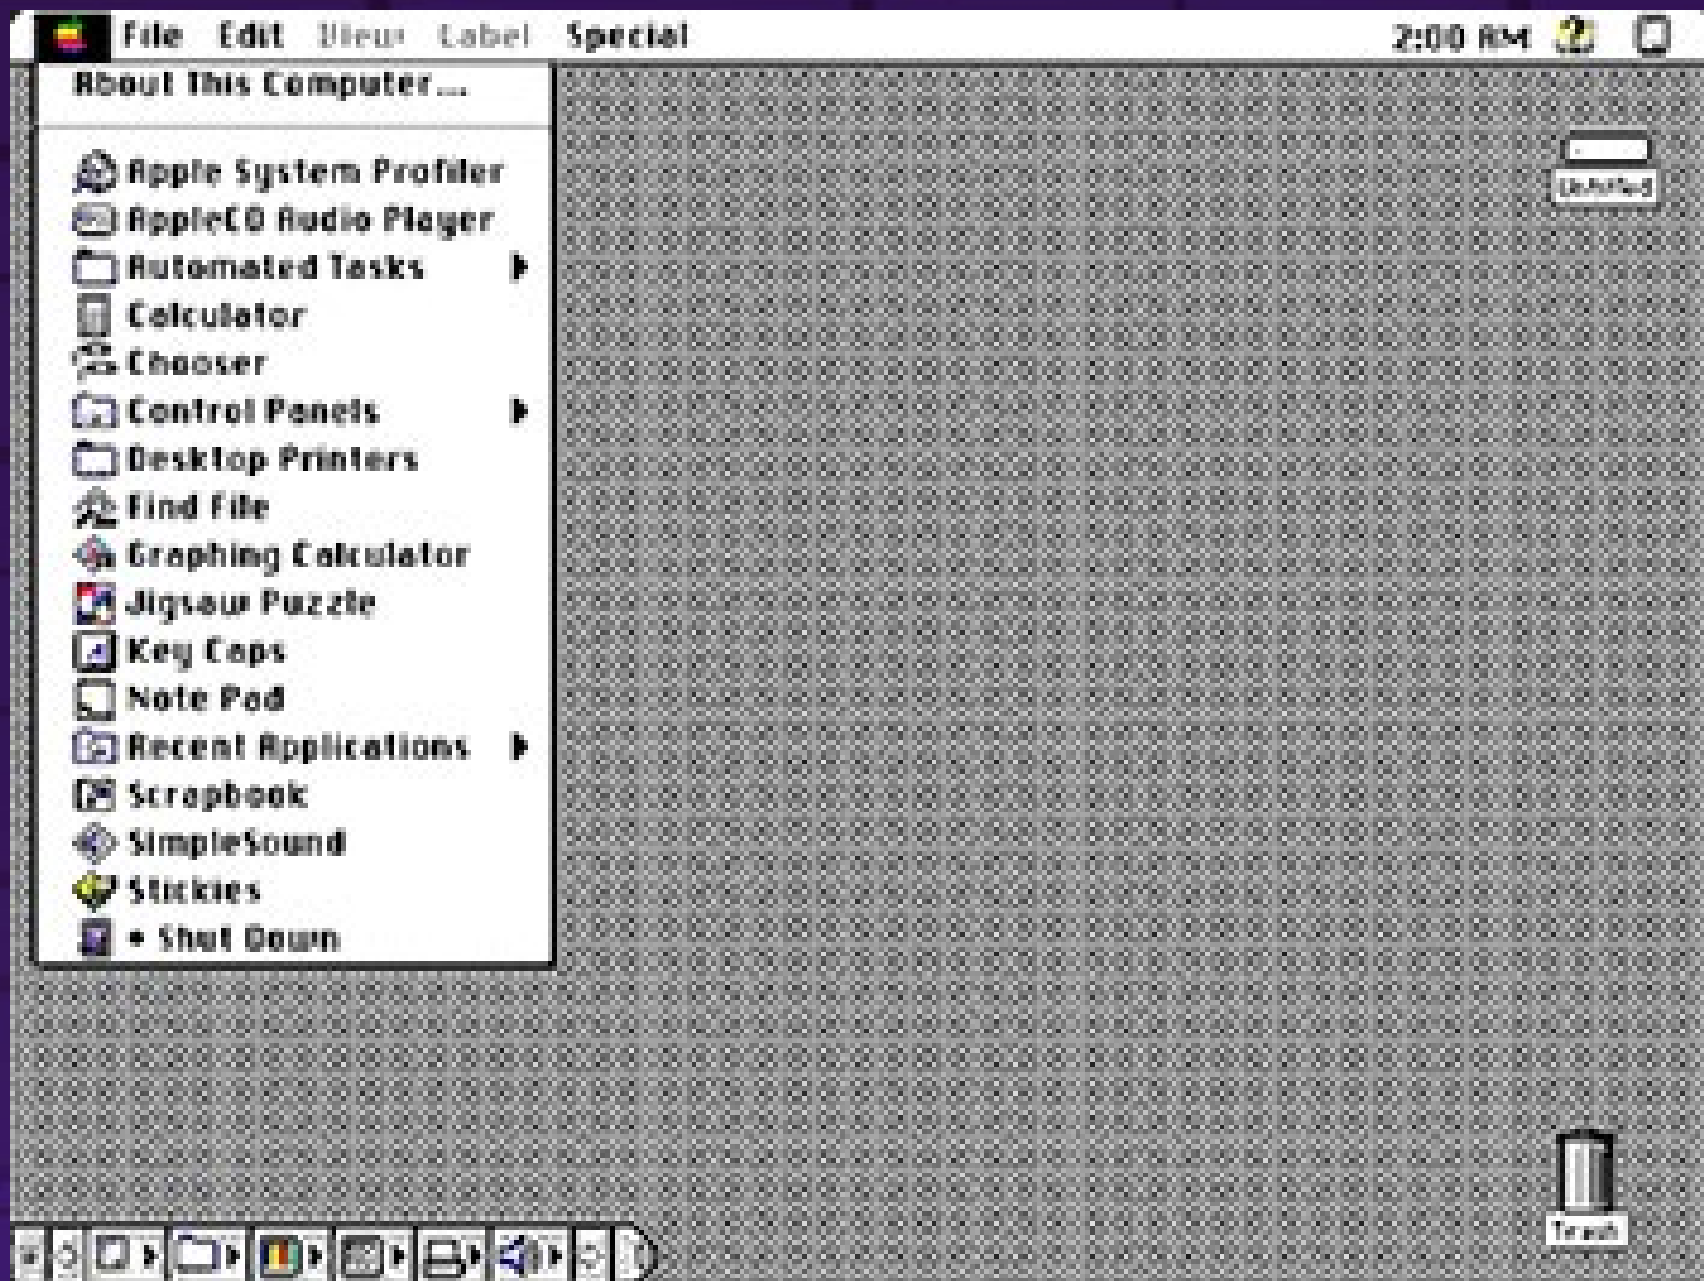 File Edit View Label Special 2:00 AM
About This Computer...
Apple System Profiler
AppleCD Audio Player
Automated Tasks
Calculator
Chooser
Control Panels
Desktop Printers
Find File
Graphing Calculator
Jigsaw Puzzle
Key Caps
Note Pad
Recent Applications
Scrapbook
SimpleSound
Stickies
• Shut Down
Untitled
Trash